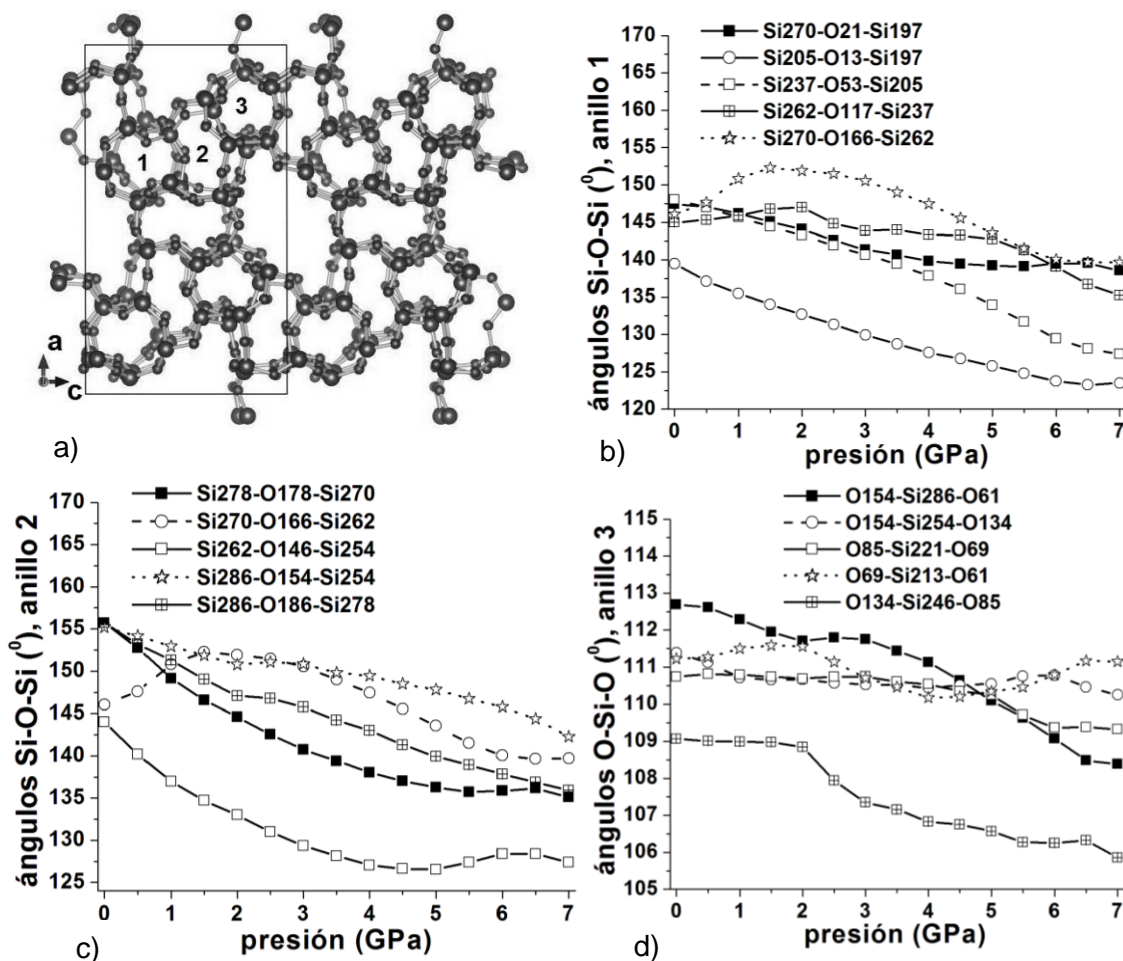 3
1
2
a
c
a)
ángulos Si-O-Si (⁰), anillo 1
170
165
160
155
150
145
140
135
130
125
120
Si270-O21-Si197
Si205-O13-Si197
Si237-O53-Si205
Si262-O117-Si237
Si270-O166-Si262
0 1 2 3 4 5 6 7
presión (GPa)
b)
ángulos Si-O-Si (⁰), anillo 2
170
165
160
155
150
145
140
135
130
125
Si278-O178-Si270
Si270-O166-Si262
Si262-O146-Si254
Si286-O154-Si254
Si286-O186-Si278
0 1 2 3 4 5 6 7
presión (GPa)
c)
ángulos O-Si-O (⁰), anillo 3
115
114
113
112
111
110
109
108
107
106
105
O154-Si286-O61
O154-Si254-O134
O85-Si221-O69
O69-Si213-O61
O134-Si246-O85
0 1 2 3 4 5 6 7
presión (GPa)
d)